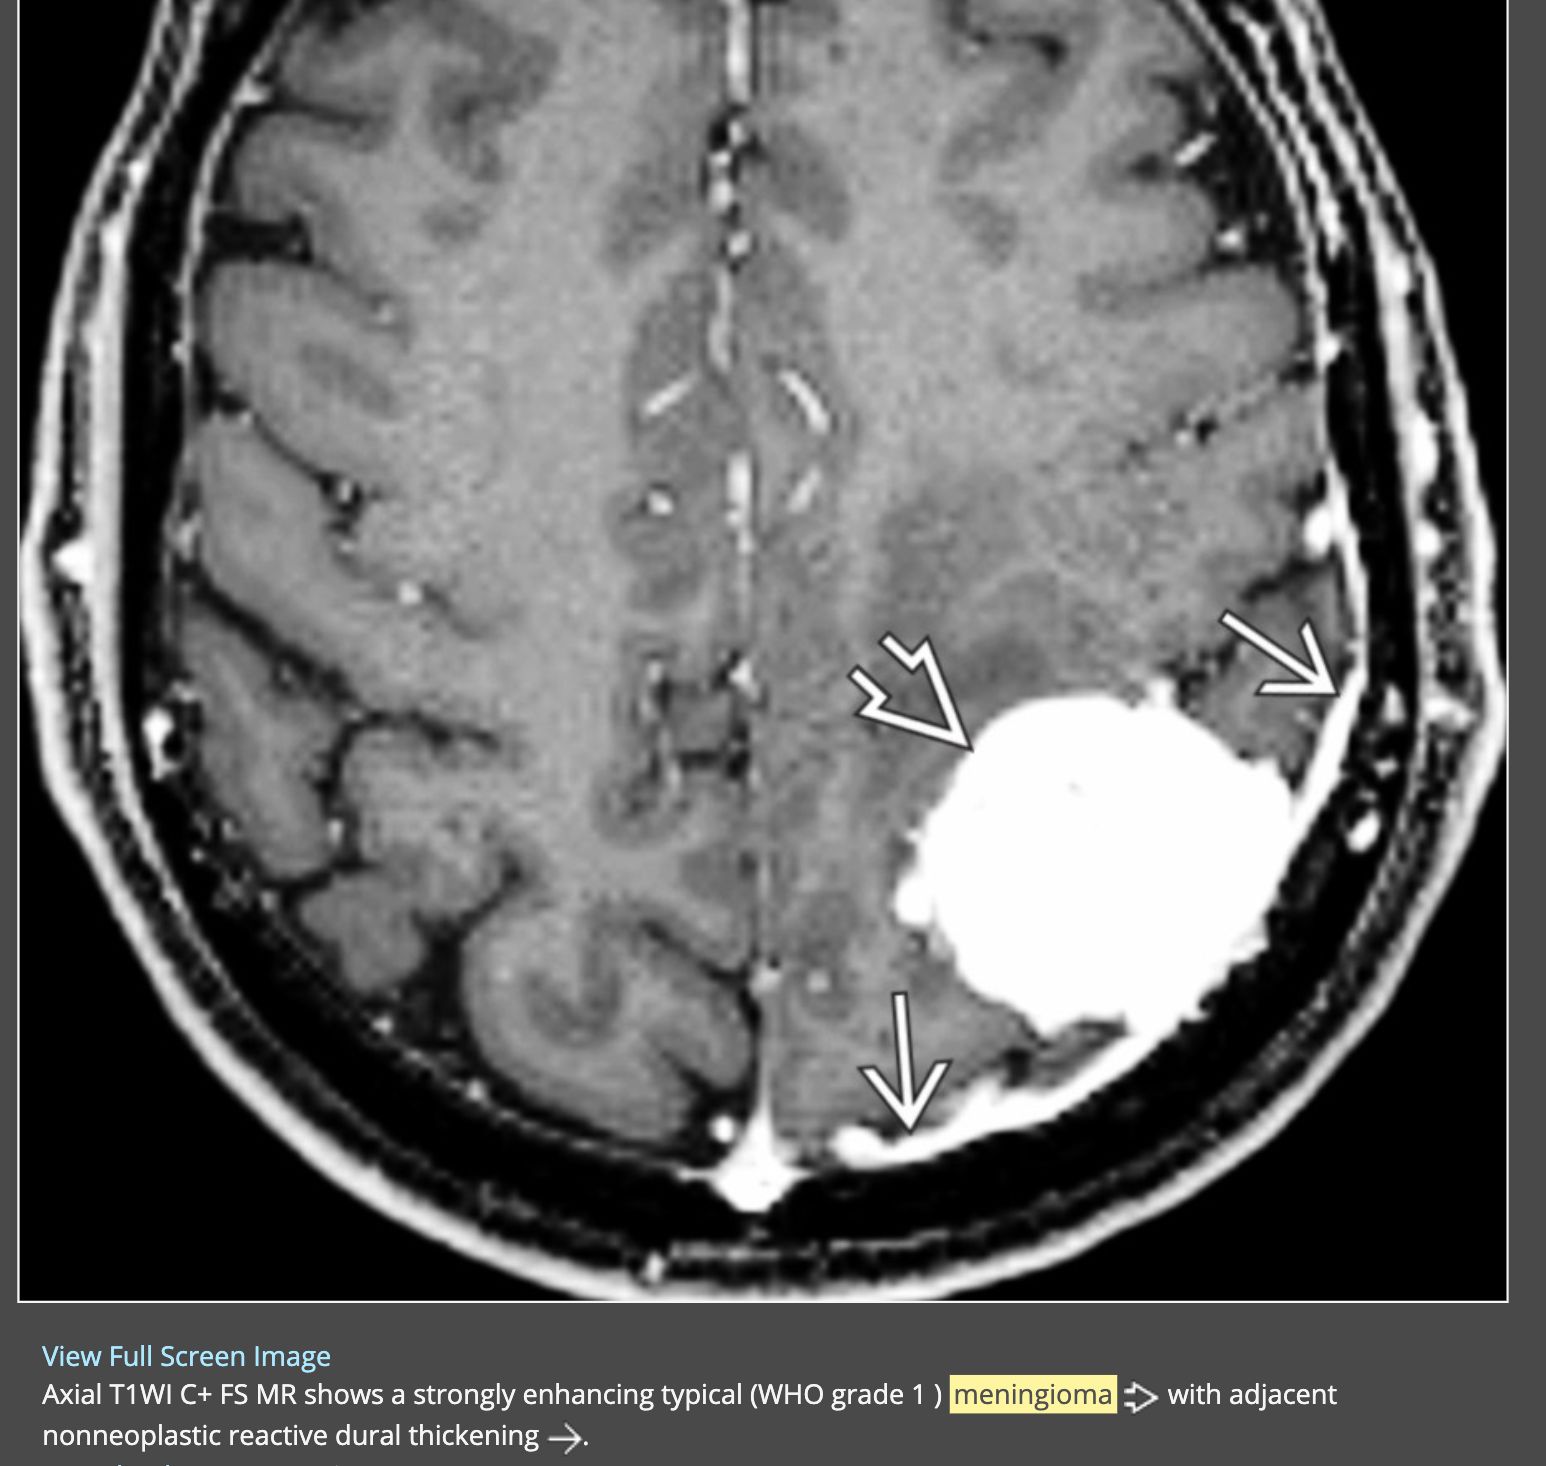 View Full Screen Image
Axial T1WI C+ FS MR shows a strongly enhancing typical (WHO grade 1 ) meningioma with adjacent
nonneoplastic reactive dural thickening .